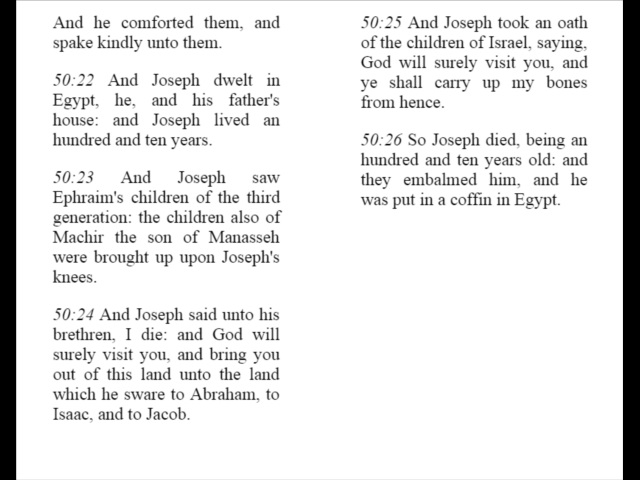 And he comforted them, and
spake kindly unto them.
50:22 And Joseph dwelt in
Egypt, he, and his father's
house: and Joseph lived an
hundred and ten years.
50:23 And Joseph saw
Ephraim's children of the third
generation: the children also of
Machir the son of Manasseh
were brought up upon Joseph's
knees.
50:24 And Joseph said unto his
brethren, I die: and God will
surely visit you, and bring you
out of this land unto the land
which he sware to Abraham, to
Isaac, and to Jacob.
50:25 And Joseph took an oath
of the children of Israel, saying,
God will surely visit you, and
ye shall carry up my bones
from hence.
50:26 So Joseph died, being an
hundred and ten years old: and
they embalmed him, and he
was put in a coffin in Egypt.